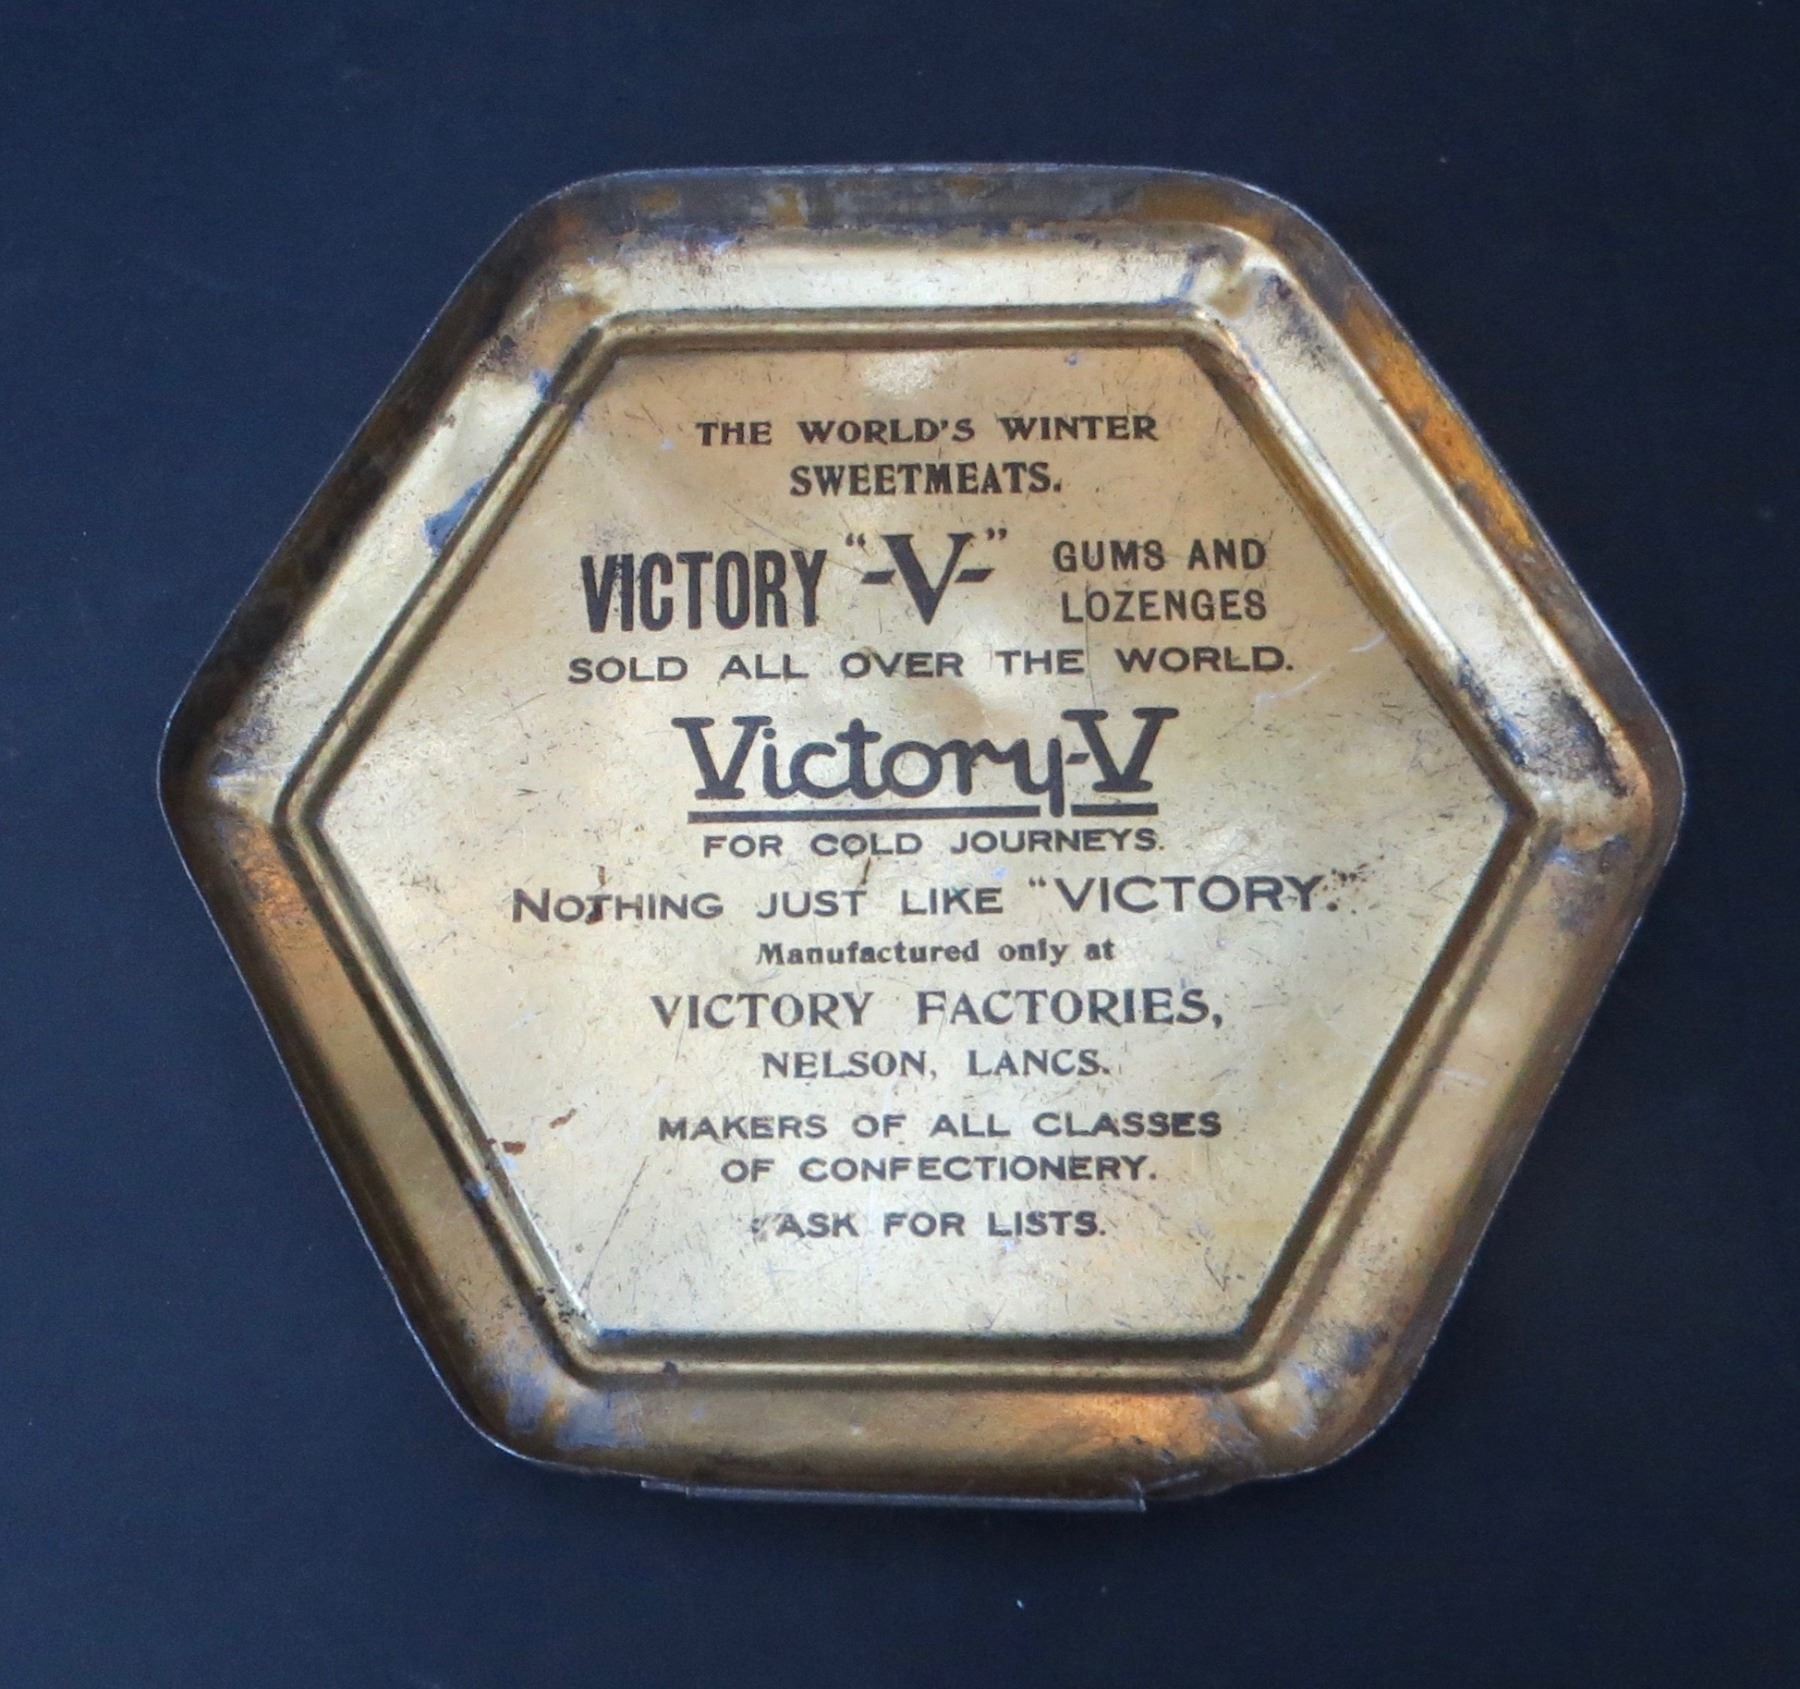 THE WORLD'S WINTER
SWEETMEATS.
VICTORY "-V-" GUMS AND
LOZENGES
SOLD ALL OVER THE WORLD.
Victory-V
FOR COLD JOURNEYS.
NOTHING JUST LIKE "VICTORY."
Manufactured only at
VICTORY FACTORIES,
NELSON, LANCS.
MAKERS OF ALL CLASSES
OF CONFECTIONERY.
ASK FOR LISTS.